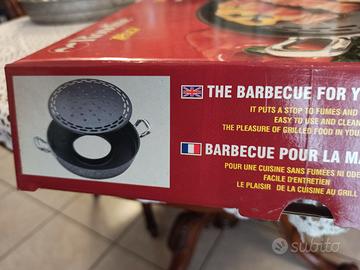 THE BARBECUE FOR Y
IT PUTS A STOP TO FUMES AND
EASY TO USE AND CLEAN
THE PLEASURE OF GRILLED FOOD IN YOU
BARBECUE POUR LA MA
POUR UNE CUISINE SANS FUMÉES NI ODE
FACILE D'ENTRETIEN
LE PLAISIR DE LA CUISINE AU GRILL
subito